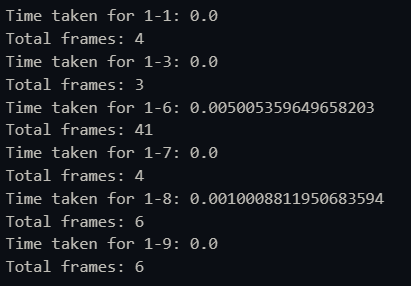 Time taken for 1-1: 0.0
Total frames: 4
Time taken for 1-3: 0.0
Total frames: 3
Time taken for 1-6: 0.005005359649658203
Total frames: 41
Time taken for 1-7: 0.0
Total frames: 4
Time taken for 1-8: 0.0010008811950683594
Total frames: 6
Time taken for 1-9: 0.0
Total frames: 6